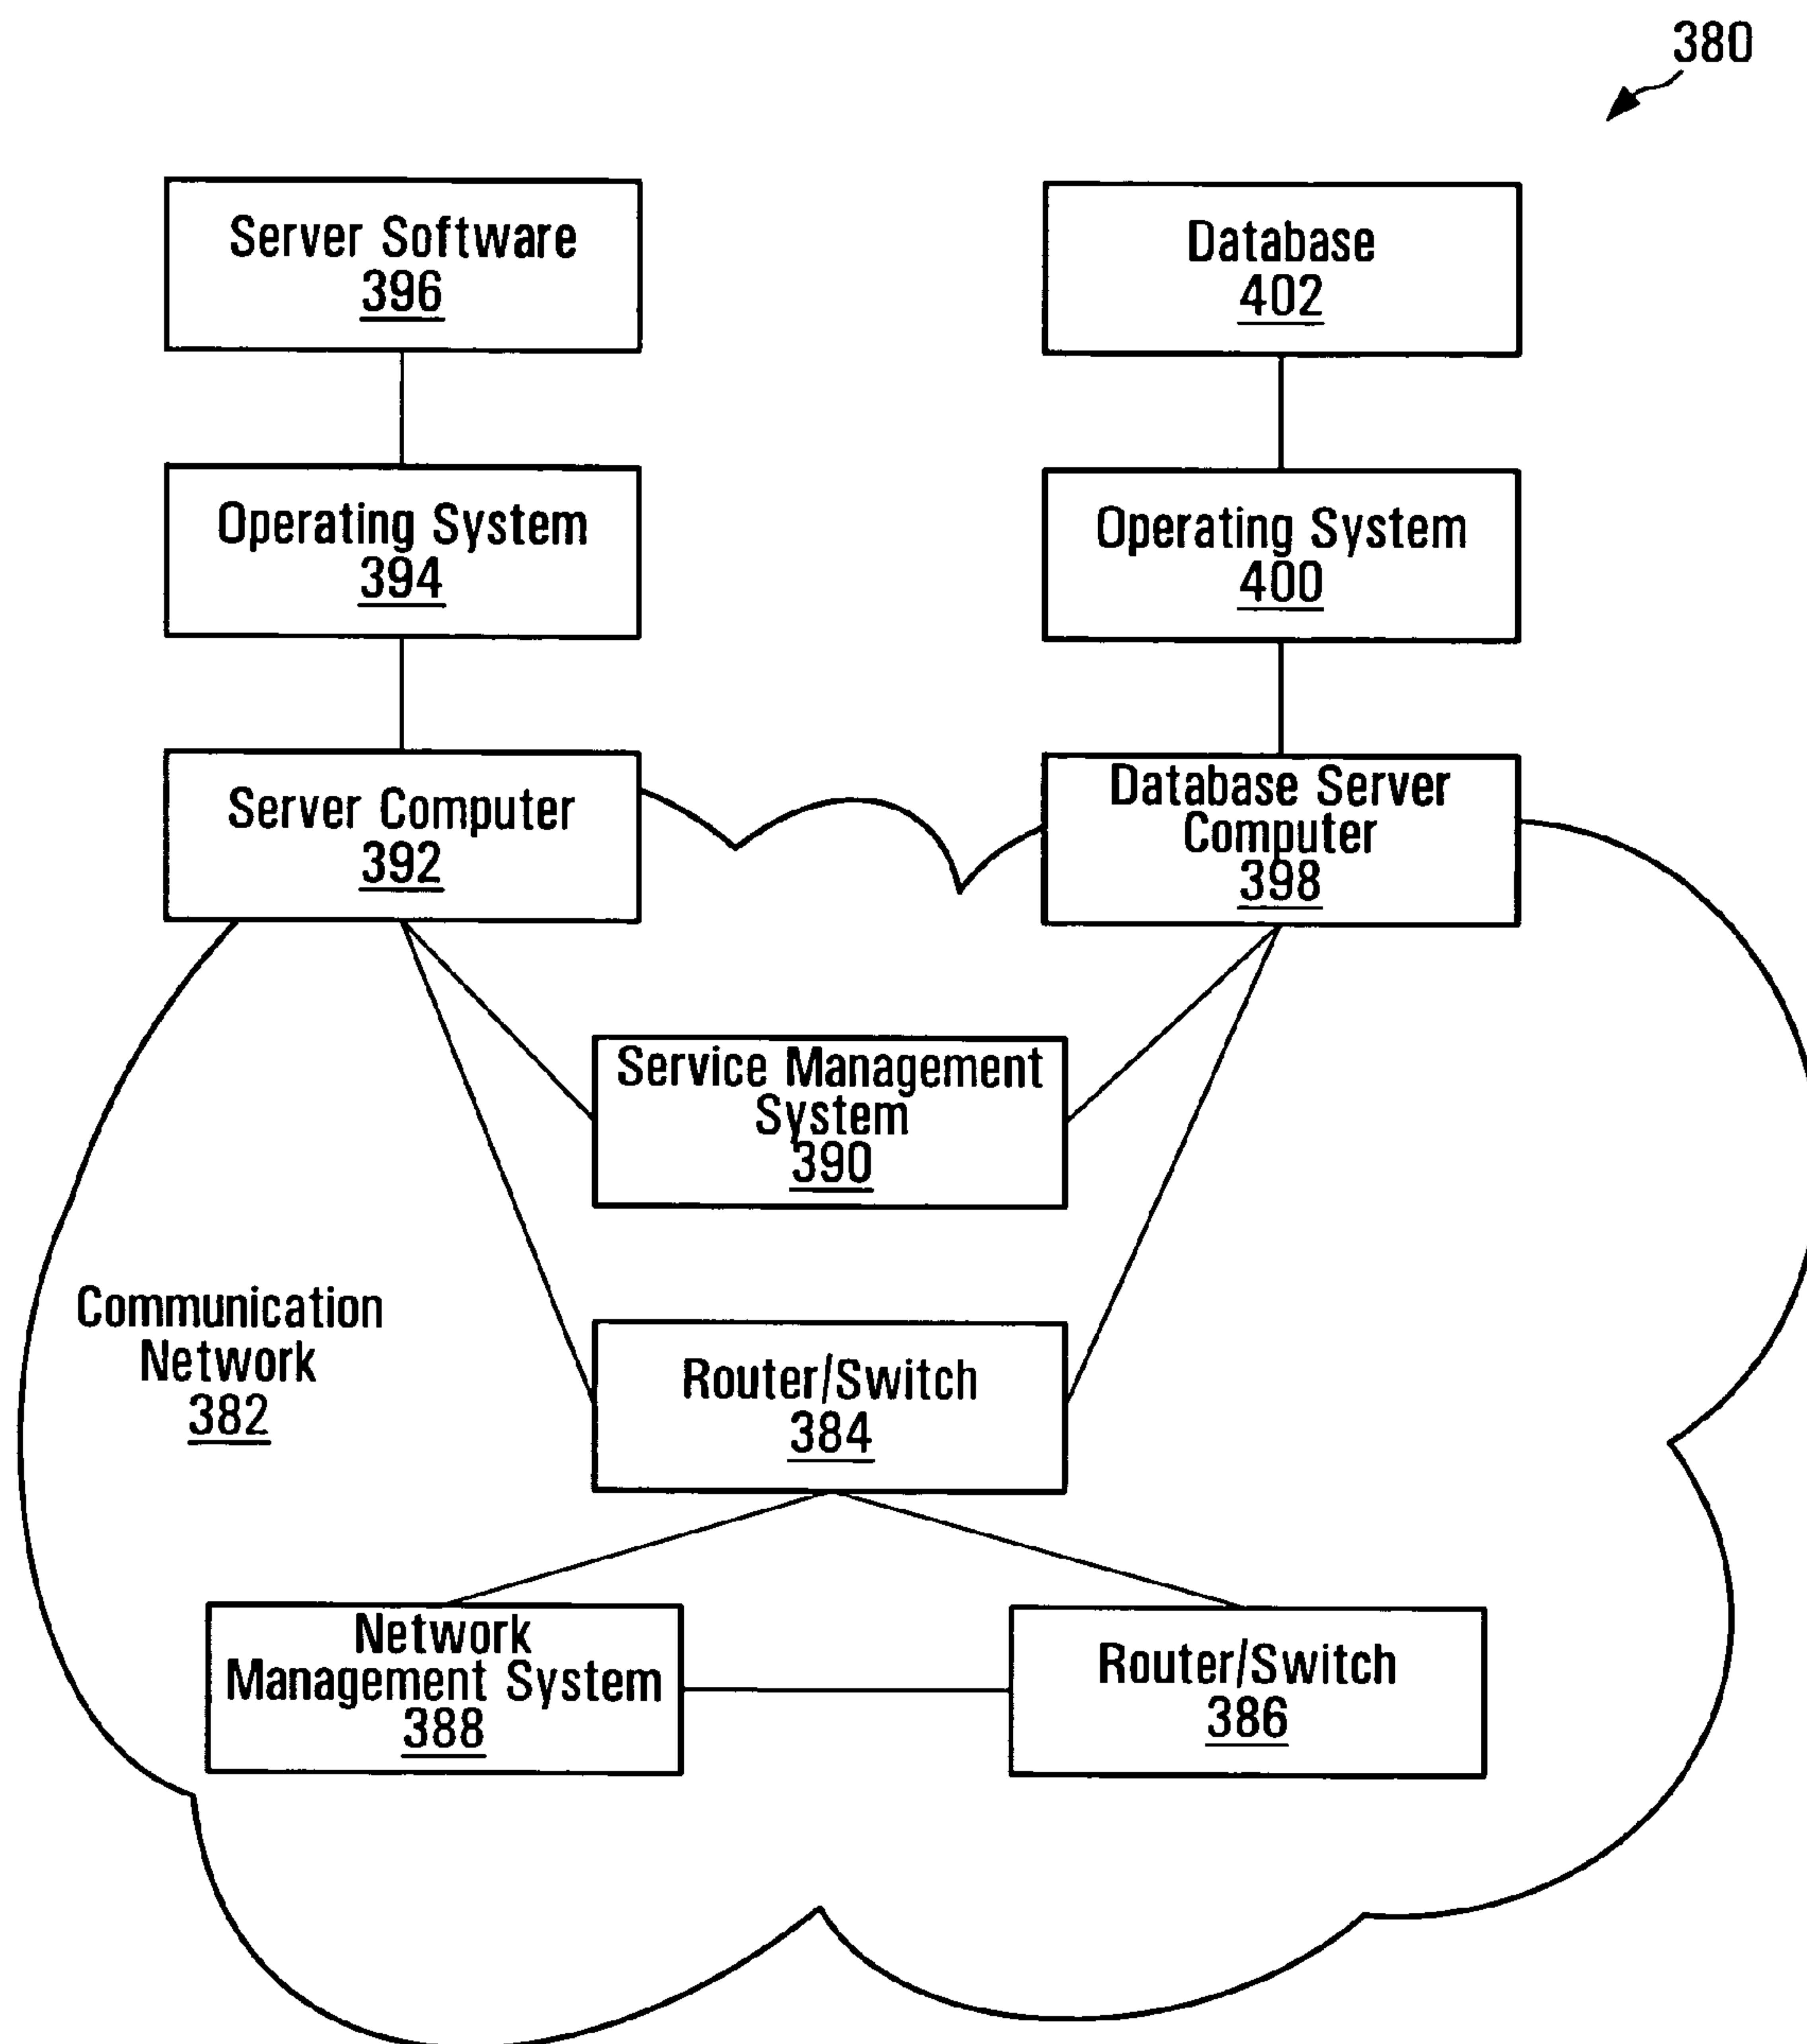 380
Server Software
396
Database
402
Operating System
394
Operating System
400
Server Computer
392
Database Server
Computer
398
Service Management
System
390
Communication
Network
382
Router/Switch
384
Network
Management System
388
Router/Switch
386